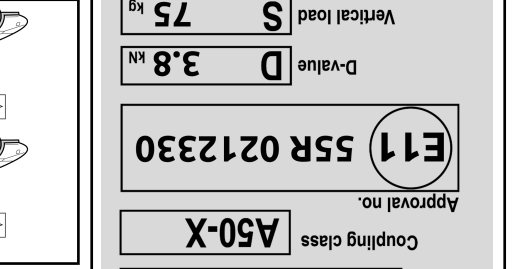 Coupling class A50-X
Approval no.
E11 55R 0212330
D-value D 3.8 kN
Vertical load S 75 kg